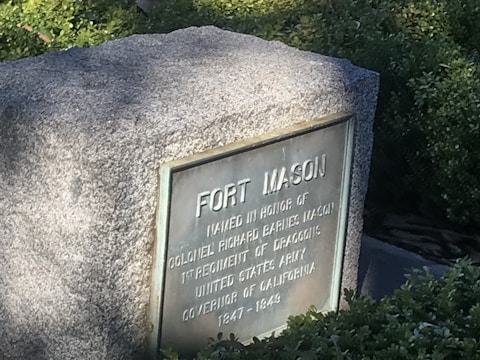 FORT MASON
NAMED IN HONOR OF
COLONEL RICHARD BARNES MASON
1ST REGIMENT OF DRAGOONS
UNITED STATES ARMY
GOVERNOR OF CALIFORNIA
1847-1849